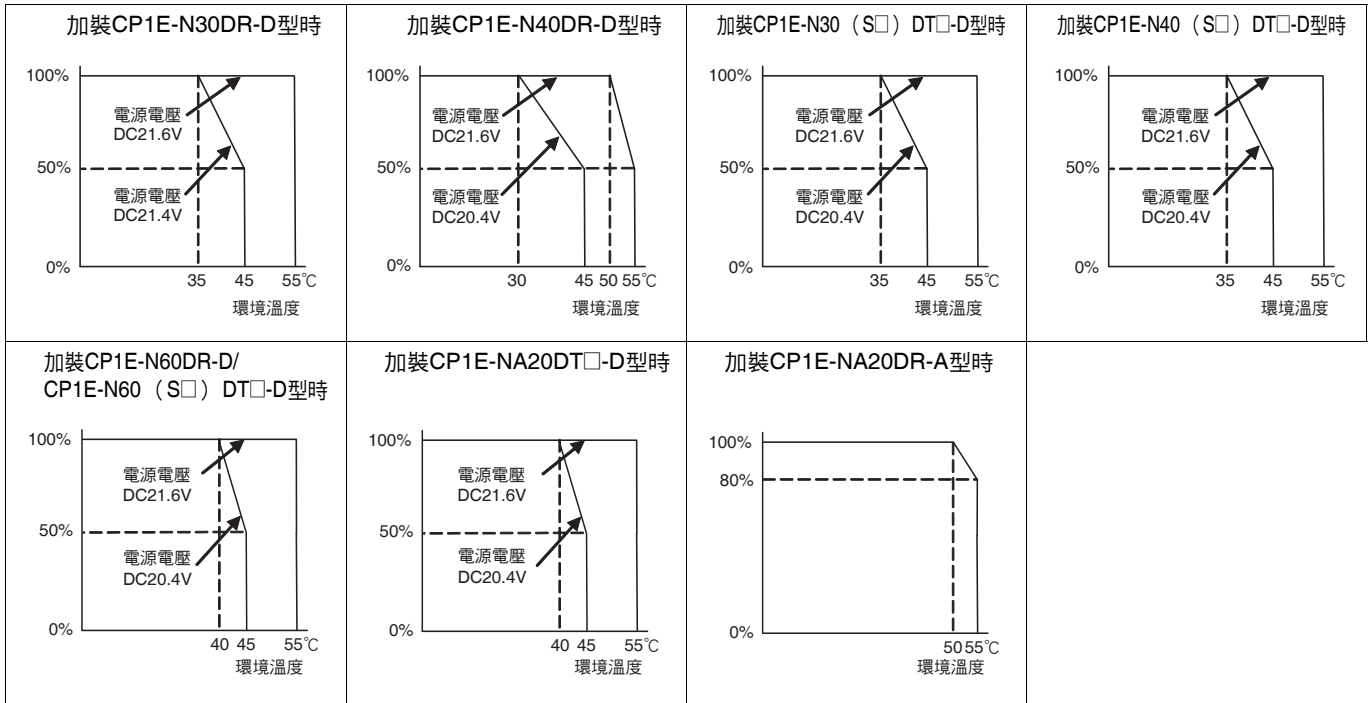 加裝CP1E-N30DR-D型時
100%
電源電壓
DC21.6V
50%
電源電壓
DC21.4V
0%
35 45 55℃
環境溫度
加裝CP1E-N40DR-D型時
100%
電源電壓
DC21.6V
50%
電源電壓
DC20.4V
0%
30 45 50 55℃
環境溫度
加裝CP1E-N30（S□）DT□-D型時
100%
電源電壓
DC21.6V
50%
電源電壓
DC20.4V
0%
35 45 55℃
環境溫度
加裝CP1E-N40（S□）DT□-D型時
100%
電源電壓
DC21.6V
50%
電源電壓
DC20.4V
0%
35 45 55℃
環境溫度
加裝CP1E-N60DR-D/
CP1E-N60（S□）DT□-D型時
100%
電源電壓
DC21.6V
50%
電源電壓
DC20.4V
0%
40 45 55℃
環境溫度
加裝CP1E-NA20DT□-D型時
100%
電源電壓
DC21.6V
50%
電源電壓
DC20.4V
0%
40 45 55℃
環境溫度
加裝CP1E-NA20DR-A型時
100%
80%
0%
50 55℃
環境溫度